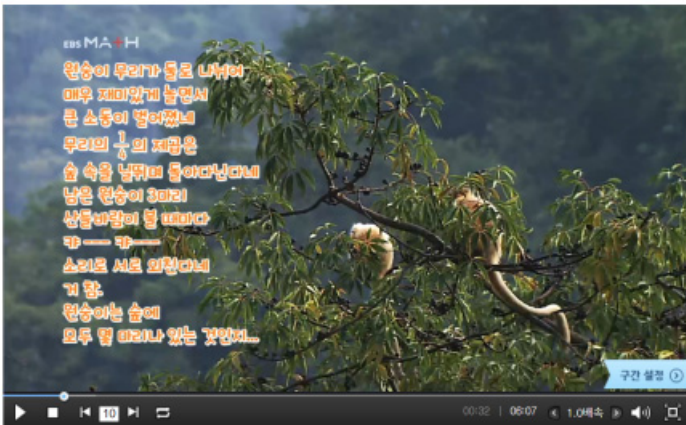 EBS MATH
원숭이 무리가 둘로 나뉘어
매우 재미있게 놀면서
큰 소동이 벌어졌네
무리의 1/4의 제곱은
숲 속을 날뛰며 돌아다닌다네
남은 원숭이 3마리
산들바람이 불 때마다
캬 --- 캬---
소리로 서로 외친다네
거 참.
원숭이는 숲에
모두 몇 마리나 있는 것인지...
구간 설정
10
00:32 | 06:07
1.0배속